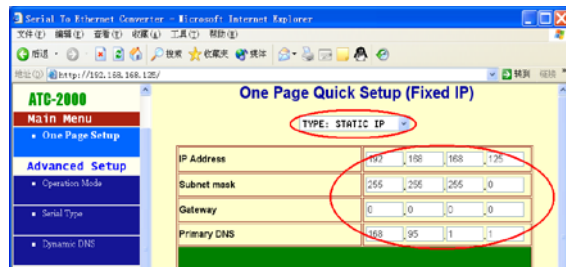 Serial To Ethernet Converter - Microsoft Internet Explorer
文件(F) 编辑(E) 查看(V) 收藏(A) 工具(T) 帮助(H)
后退 搜索 收藏夹 媒体
地址(D) http://192.168.168.125/ 转到 链接
ATC-2000
Main Menu
One Page Setup
Advanced Setup
Operation Mode
Serial Type
Dynamic DNS
One Page Quick Setup (Fixed IP)
TYPE: STATIC IP
IP Address 192 .168 .168 .125
Subnet mask 255 .255 .255 .0
Gateway 0 .0 .0 .0
Primary DNS 168 .95 .1 .1